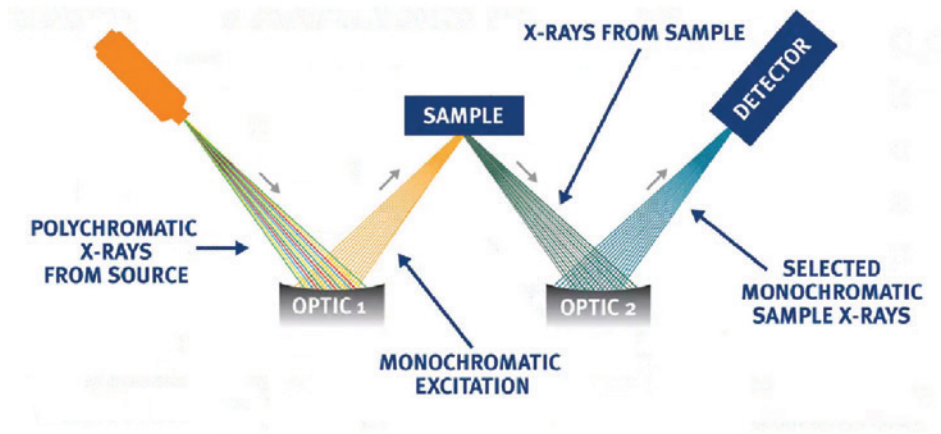 X-RAYS FROM SAMPLE
DETECTOR
SAMPLE
POLYCHROMATIC
X-RAYS
FROM SOURCE
OPTIC 1
OPTIC 2
SELECTED
MONOCHROMATIC
SAMPLE X-RAYS
MONOCHROMATIC
EXCITATION